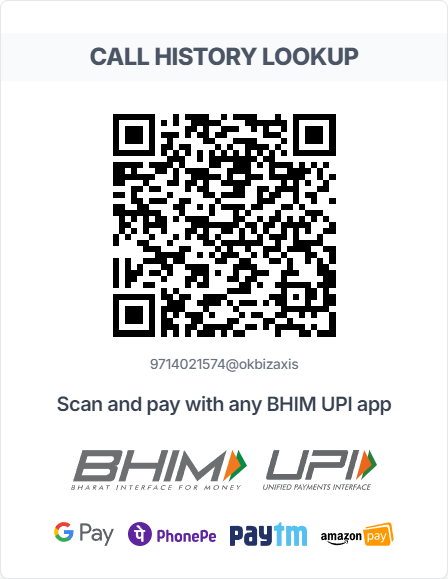 CALL HISTORY LOOKUP
9714021574@okbizaxis
Scan and pay with any BHIM UPI app
BHIM UPI
BHARAT INTERFACE FOR MONEY UNIFIED PAYMENTS INTERFACE
G Pay PhonePe paytm amazon pay